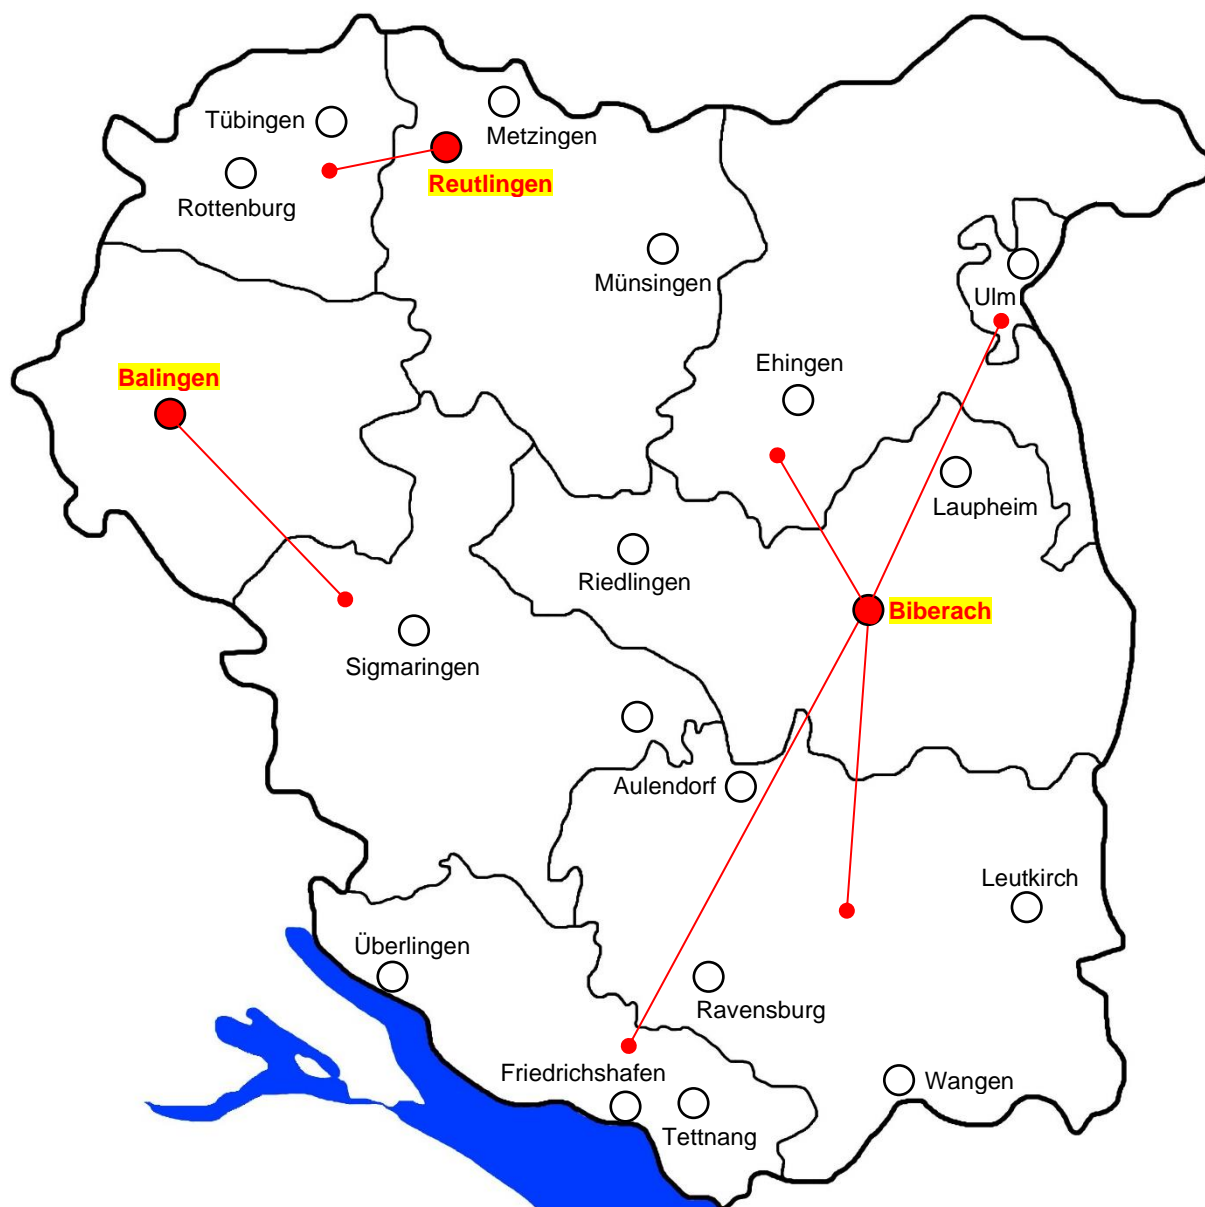 Tübingen
Metzingen
Reutlingen
Rottenburg
Münsingen
Ulm
Balingen
Ehingen
Laupheim
Riedlingen
Biberach
Sigmaringen
Aulendorf
Leutkirch
Überlingen
Ravensburg
Friedrichshafen
Wangen
Tettnang